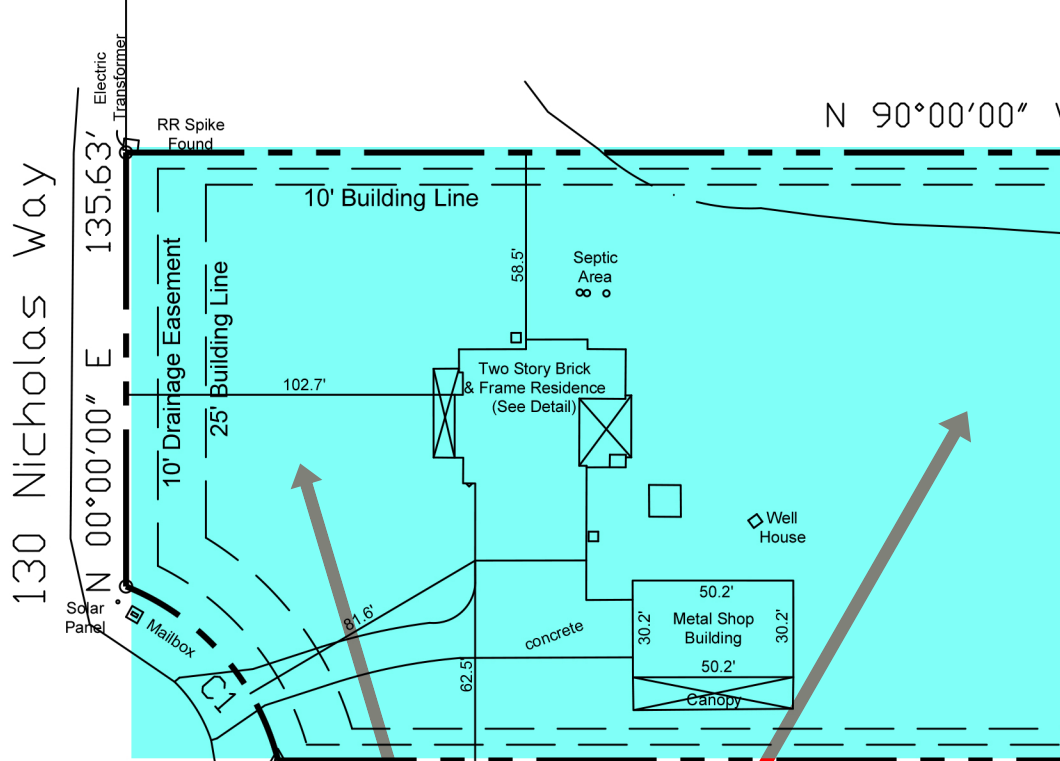 Electric
Transformer
RR Spike
Found
N 90°00'00" W
130 Nicholas Way
N 00°00'00" E 135.63'
10' Building Line
10' Drainage Easement
25' Building Line
58.5'
Septic
Area
102.7'
Two Story Brick
& Frame Residence
(See Detail)
Well
House
Solar
Panel
Mailbox
C1
81.6'
62.5'
concrete
50.2'
30.2'
Metal Shop
Building
30.2'
50.2'
Canopy